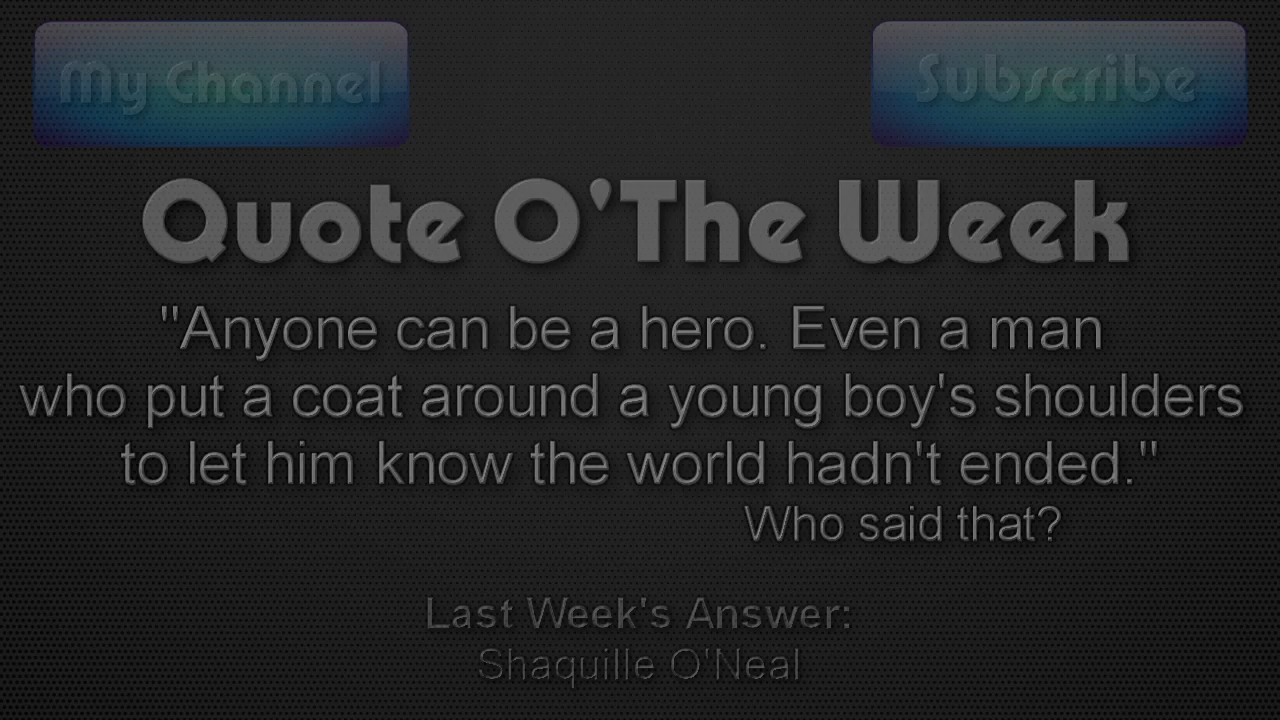 My Channel
Subscribe
Quote O'The Week
"Anyone can be a hero. Even a man
who put a coat around a young boy's shoulders
to let him know the world hadn't ended."
Who said that?
Last Week's Answer:
Shaquille O'Neal